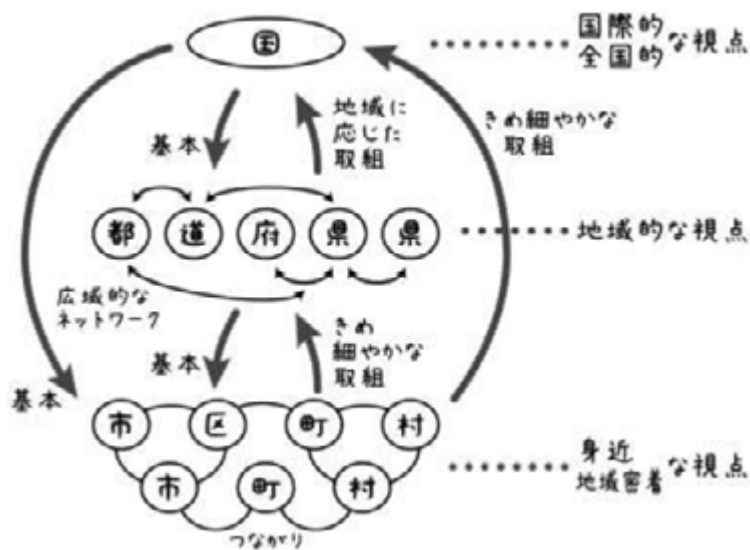 国
国際的
全国的
な視点
基本
地域に
応じた
取組
きめ細やかな
取組
都 道 府 県 県
地域的な視点
広域的な
ネットワーク
基本
きめ
細やかな
取組
基本
市 区 町 村
市 町 村
つながり
身近
地域密着
な視点